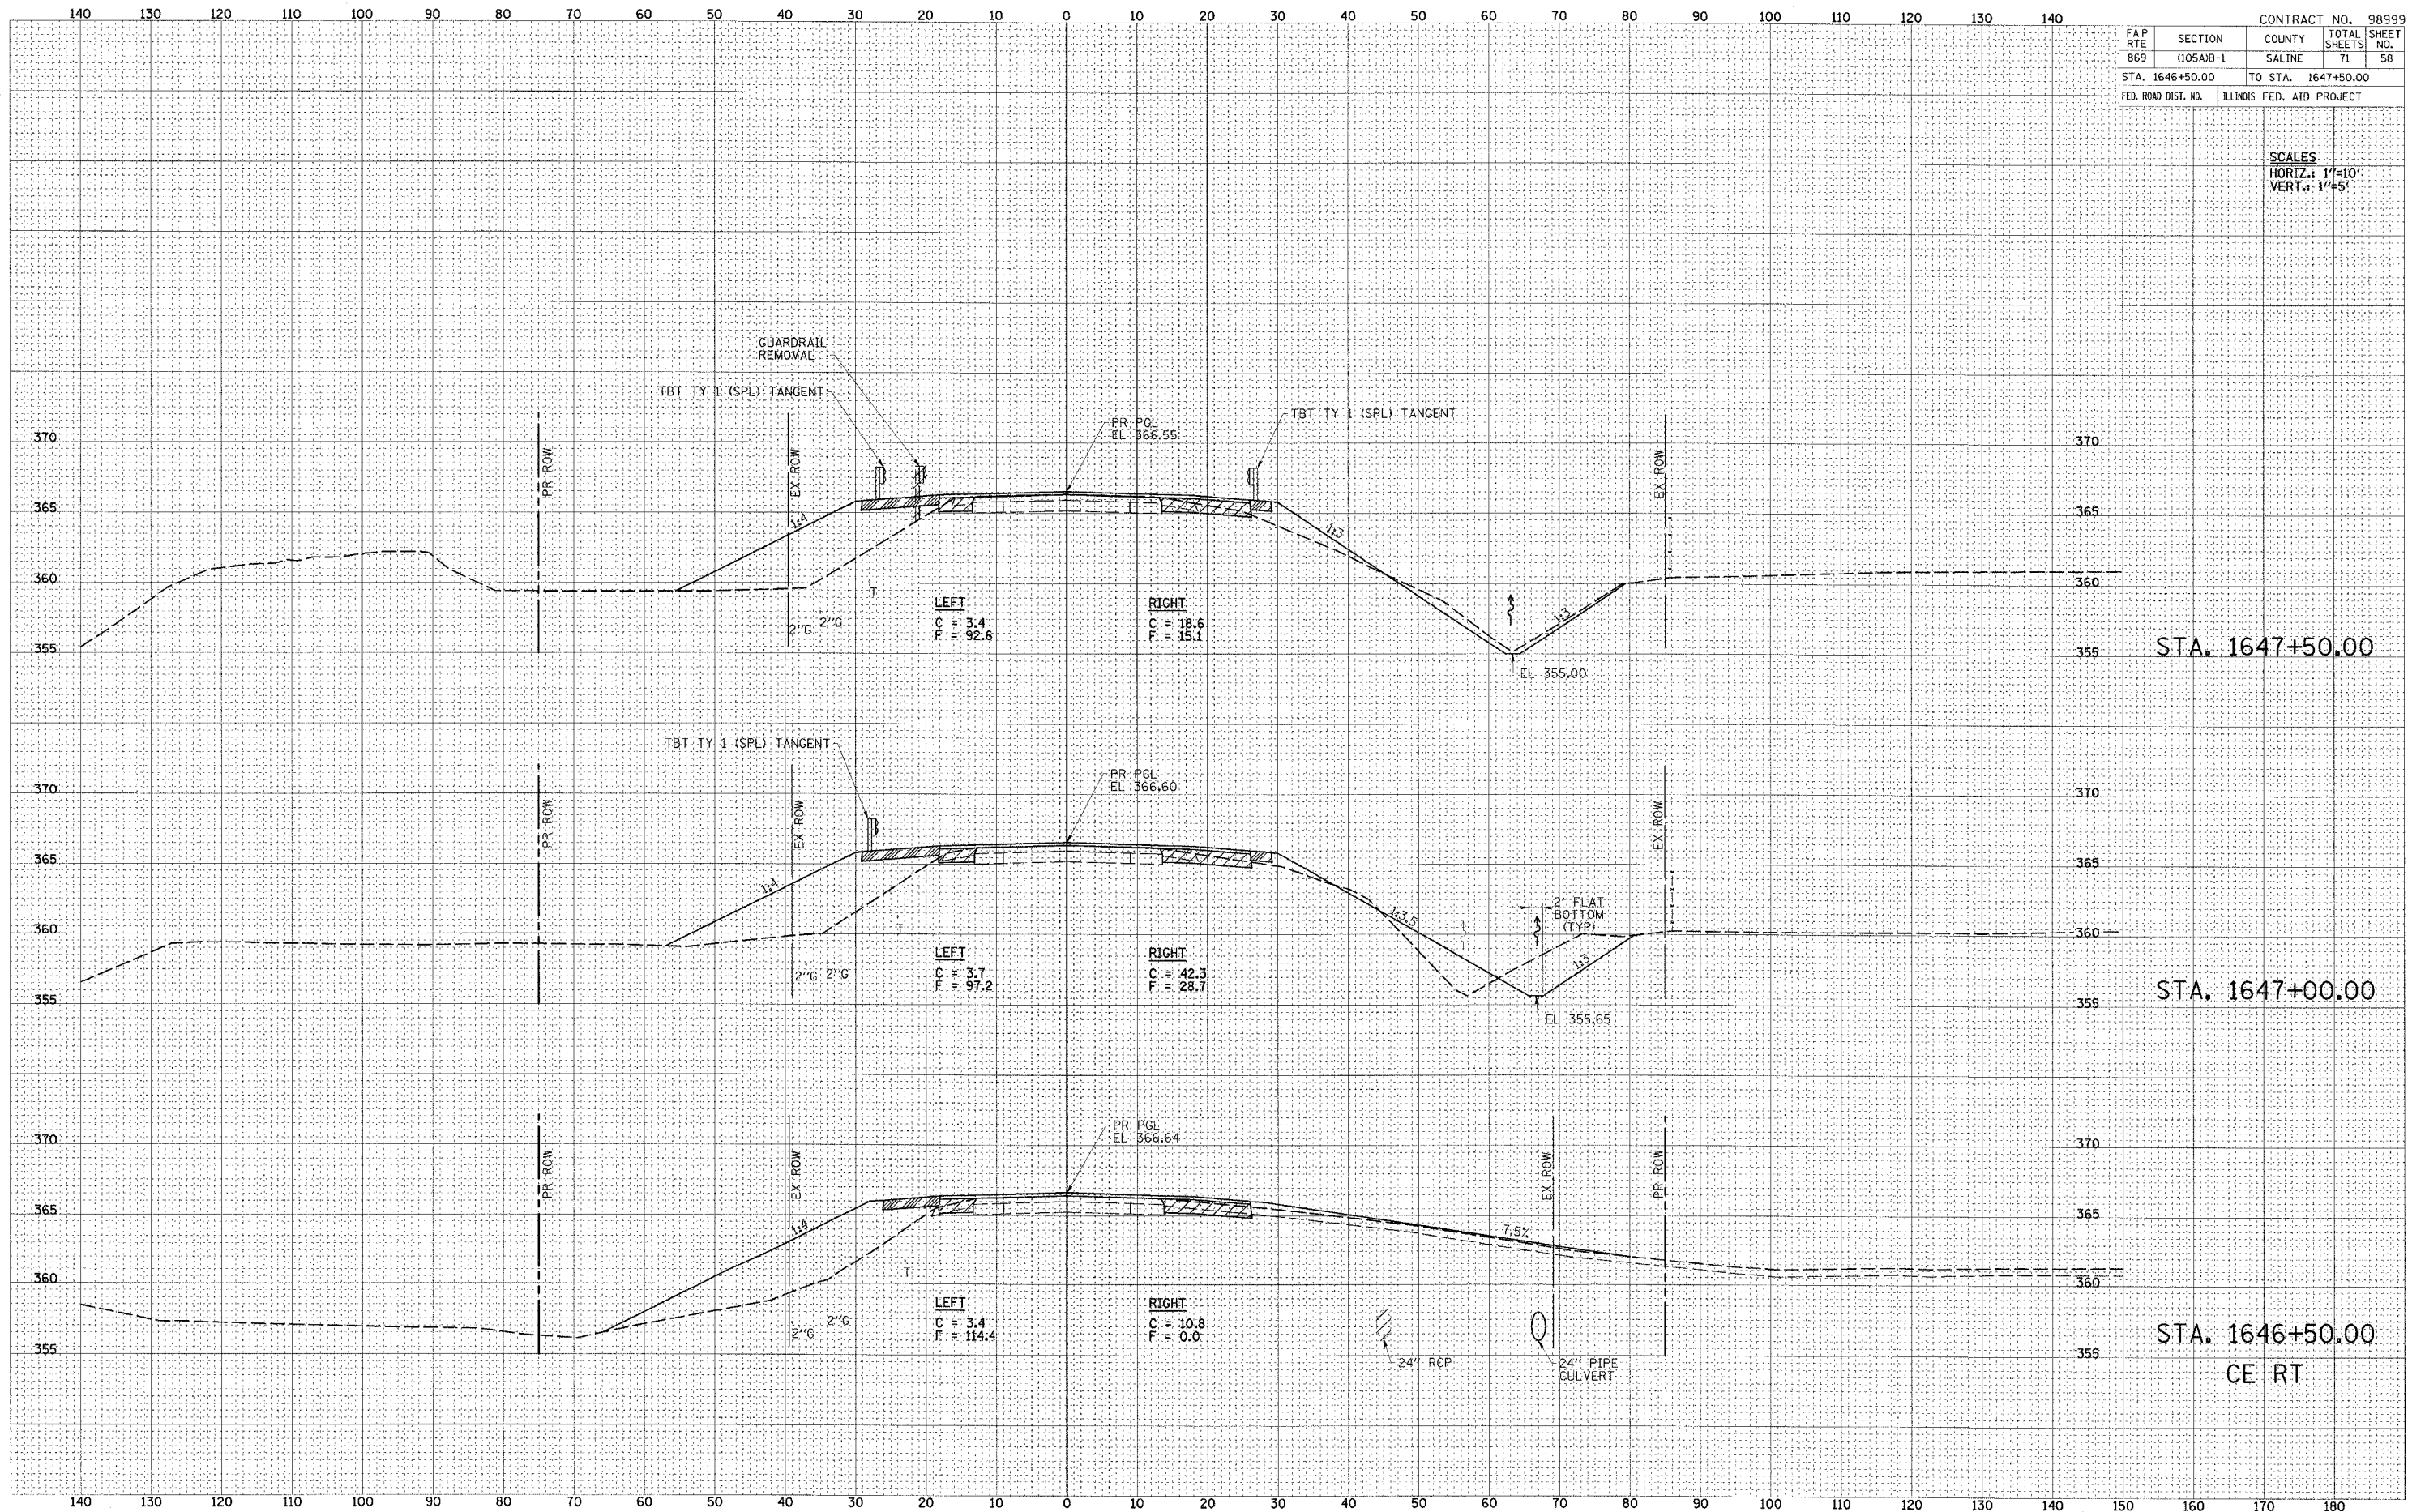 140 130 120 110 100 90 80 70 60 50 40 30 20 10 0 10 20 30 40 50 60 70 80 90 100 110 120 130 140
CONTRACT NO. 98999
FAP RTE SECTION COUNTY TOTAL SHEETS SHEET NO.
869 (105A)B-1 SALINE 71 58
STA. 1646+50.00 TO STA. 1647+50.00
FED. ROAD DIST. NO. ILLINOIS FED. AID PROJECT
SCALES
HORIZ.: 1"=10'
VERT.: 1"=5'
GUARDRAIL
REMOVAL
TBT TY 1 (SPL) TANGENT
PR PGL
EL 366.55
TBT TY 1 (SPL) TANGENT
370
365
360
355
PR ROW
EX ROW
EX ROW
1:4
1:3
1:3
T
2"G 2"G
LEFT
C = 3.4
F = 92.6
RIGHT
C = 18.6
F = 15.1
EL 355.00
370
365
360
355
STA. 1647+50.00
TBT TY 1 (SPL) TANGENT
PR PGL
EL 366.60
370
365
360
355
PR ROW
EX ROW
EX ROW
1:4
1:3.5
2' FLAT
BOTTOM
(TYP)
1:3
T
2"G 2"G
LEFT
C = 3.7
F = 97.2
RIGHT
C = 42.3
F = 28.7
EL 355.65
370
365
360
355
STA. 1647+00.00
PR PGL
EL 366.64
370
365
360
355
PR ROW
EX ROW
EX ROW
PR ROW
1:4
7.5%
T
2"G 2"G
LEFT
C = 3.4
F = 114.4
RIGHT
C = 10.8
F = 0.0
24" RCP
24" PIPE
CULVERT
370
365
360
355
STA. 1646+50.00
CE RT
140 130 120 110 100 90 80 70 60 50 40 30 20 10 0 10 20 30 40 50 60 70 80 90 100 110 120 130 140 150 160 170 180